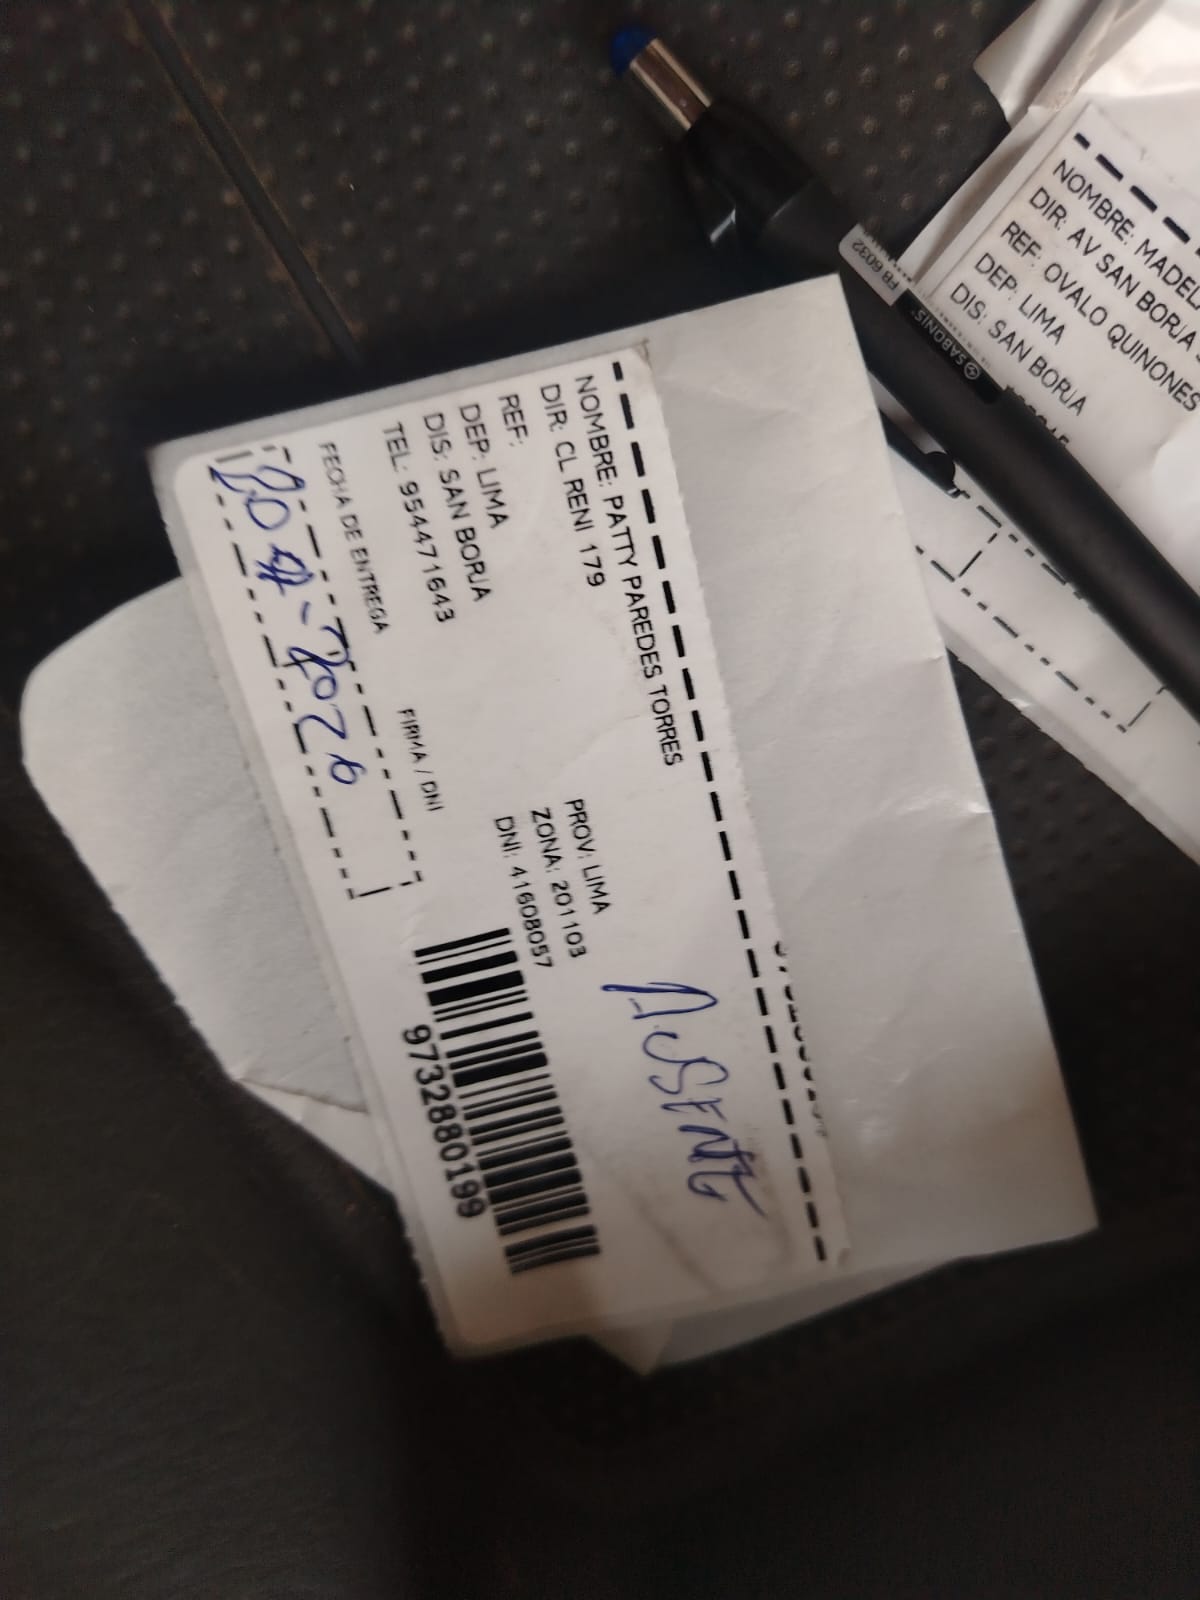 NOMBRE: PATTY PAREDES TORRES
DIR: CL RENI 179
REF:
DEP: LIMA
PROV: LIMA
DIS: SAN BORJA
ZONA: 201103
TEL: 954471643
DNI: 41608057
Ausente
FECHA DE ENTREGA
FIRMA / DNI
9732880199
NOMBRE: MADEL
DIR: AV SAN BORJA
REF: OVALO QUINONES
DEP: LIMA
DIS: SAN BORJA
FB 6032
SABONIS